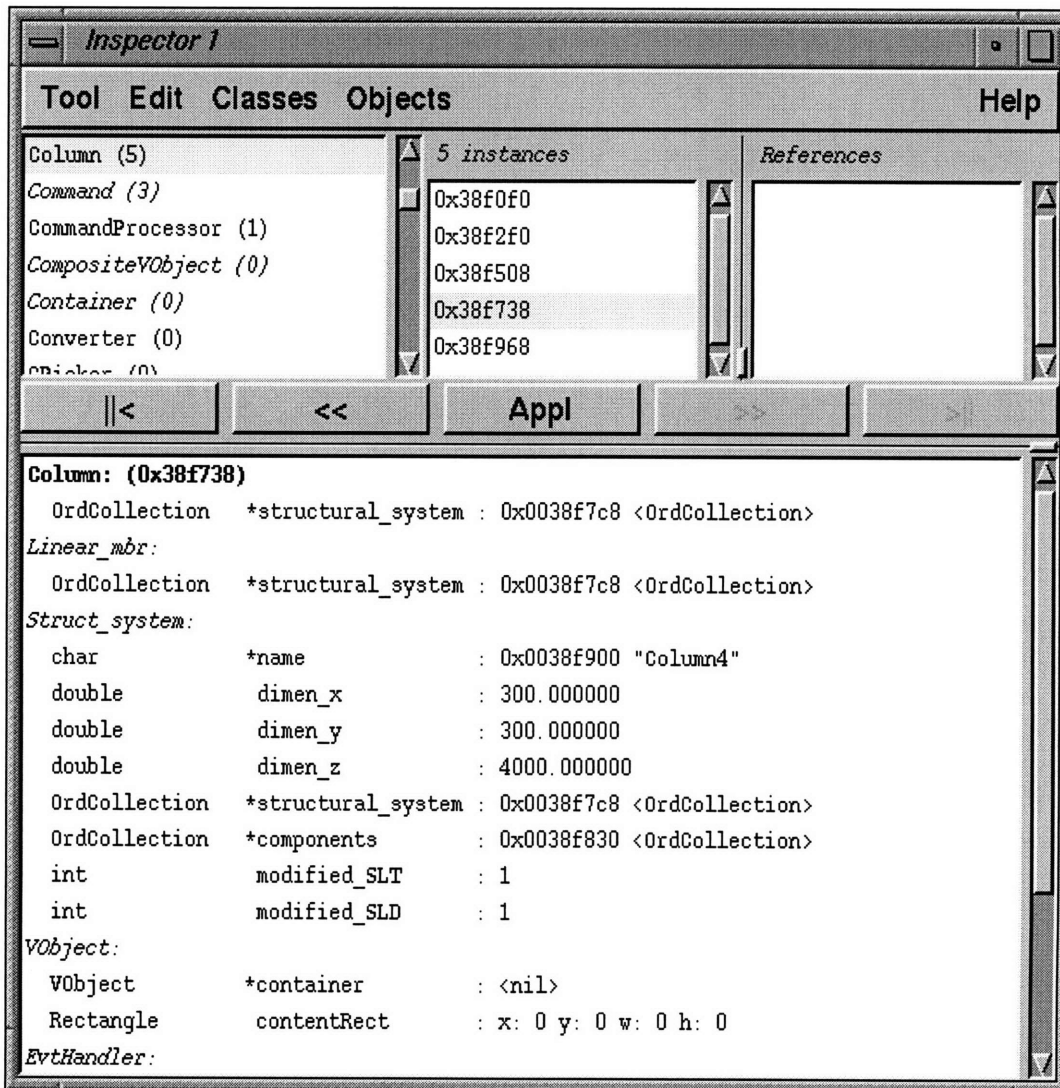 Inspector 1
Tool Edit Classes Objects Help
Column (5)
Command (3)
CommandProcessor (1)
CompositeVObject (0)
Container (0)
Converter (0)
CPicker (0)
5 instances
0x38f0f0
0x38f2f0
0x38f508
0x38f738
0x38f968
References
||< << Appl >> >||
Column: (0x38f738)
OrdCollection *structural_system : 0x0038f7c8 <OrdCollection>
Linear_mbr:
OrdCollection *structural_system : 0x0038f7c8 <OrdCollection>
Struct_system:
char *name : 0x0038f900 "Column4"
double dimen_x : 300.000000
double dimen_y : 300.000000
double dimen_z : 4000.000000
OrdCollection *structural_system : 0x0038f7c8 <OrdCollection>
OrdCollection *components : 0x0038f830 <OrdCollection>
int modified_SLT : 1
int modified_SLD : 1
VObject:
VObject *container : <nil>
Rectangle contentRect : x: 0 y: 0 w: 0 h: 0
EvtHandler: